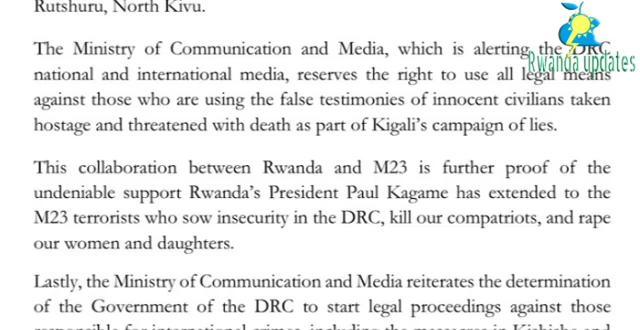 Rutshuru, North Kivu.
The Ministry of Communication and Media, which is alerting the DRC
Rwanda updates
national and international media, reserves the right to use all legal means
against those who are using the false testimonies of innocent civilians taken
hostage and threatened with death as part of Kigali's campaign of lies.
This collaboration between Rwanda and M23 is further proof of the
undeniable support Rwanda's President Paul Kagame has extended to the
M23 terrorists who sow insecurity in the DRC, kill our compatriots, and rape
our women and daughters.
Lastly, the Ministry of Communication and Media reiterates the determination
of the Government of the DRC to start legal proceedings against those